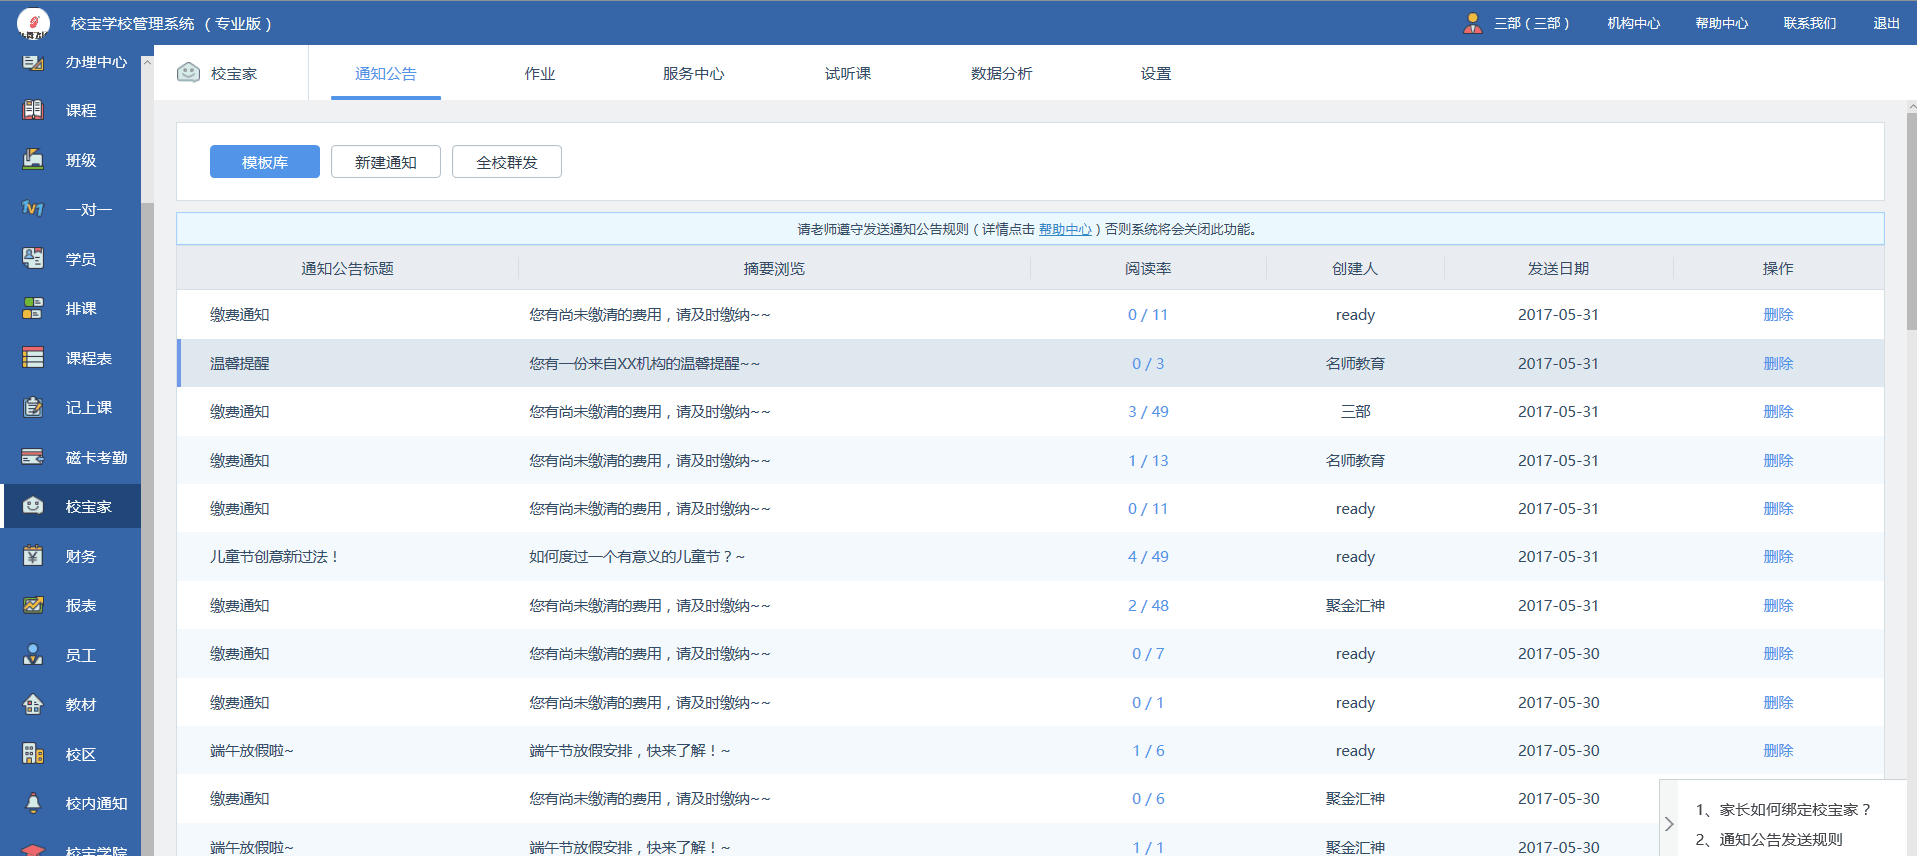 校宝学校管理系统 （ 专业版 ）
三部 ( 三部 ) 机构中心 帮助中心 联系我们 退出
校宝家 通知公告 作业 服务中心 试听课 数据分析 设置
办理中心
课程
班级
一对一
学员
排课
课程表
记上课
磁卡考勤
校宝家
财务
报表
员工
教材
校区
校内通知
校宝学院
模板库 新建通知 全校群发
请老师遵守发送通知公告规则 ( 详情点击 帮助中心 ) 否则系统将会关闭此功能。
通知公告标题 摘要浏览 阅读率 创建人 发送日期 操作
缴费通知 您有尚未缴清的费用，请及时缴纳~~ 0 / 11 ready 2017-05-31 删除
温馨提醒 您有一份来自XX机构的温馨提醒~~ 0 / 3 名师教育 2017-05-31 删除
缴费通知 您有尚未缴清的费用，请及时缴纳~~ 3 / 49 三部 2017-05-31 删除
缴费通知 您有尚未缴清的费用，请及时缴纳~~ 1 / 13 名师教育 2017-05-31 删除
缴费通知 您有尚未缴清的费用，请及时缴纳~~ 0 / 11 ready 2017-05-31 删除
儿童节创意新过法！ 如何度过一个有意义的儿童节？~ 4 / 49 ready 2017-05-31 删除
缴费通知 您有尚未缴清的费用，请及时缴纳~~ 2 / 48 聚金汇神 2017-05-31 删除
缴费通知 您有尚未缴清的费用，请及时缴纳~~ 0 / 7 ready 2017-05-30 删除
缴费通知 您有尚未缴清的费用，请及时缴纳~~ 0 / 1 ready 2017-05-30 删除
端午放假啦~ 端午节放假安排，快来了解！~ 1 / 6 ready 2017-05-30 删除
缴费通知 您有尚未缴清的费用，请及时缴纳~~ 0 / 6 聚金汇神 2017-05-30
端午放假啦~ 端午节放假安排，快来了解！~ 1 / 1 聚金汇神 2017-05-30
1、家长如何绑定校宝家？
2、通知公告发送规则